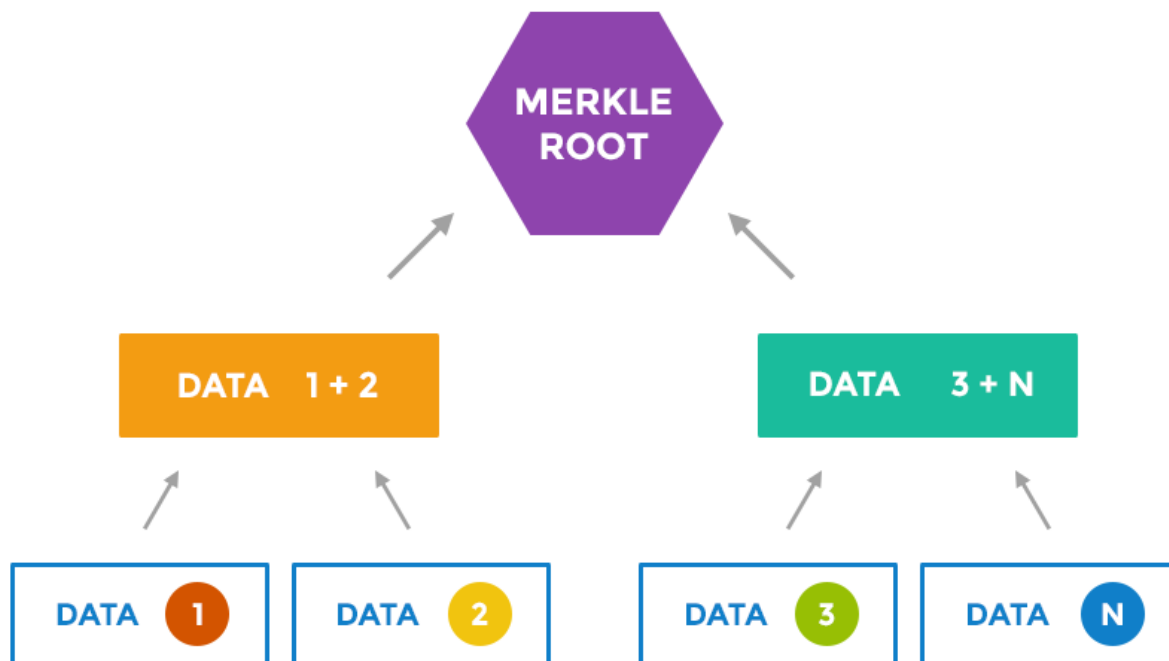 MERKLE
ROOT
DATA 1 + 2
DATA 3 + N
DATA 1
DATA 2
DATA 3
DATA N